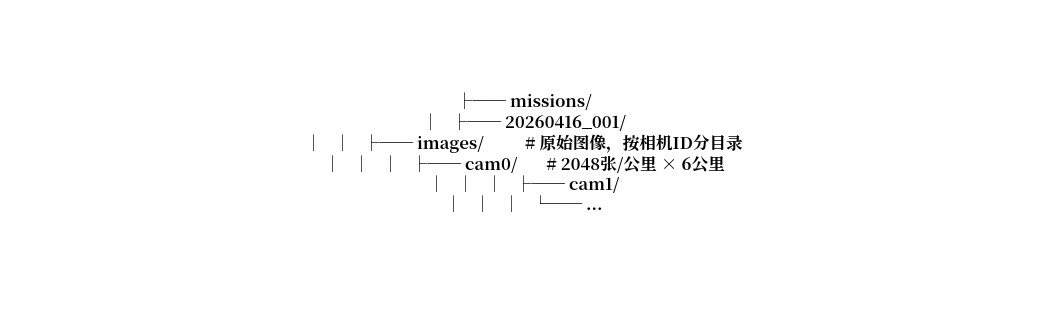 ├── missions/
│   ├── 20260416_001/
│   │   ├── images/          # 原始图像，按相机ID分目录
│   │   │   ├── cam0/       # 2048张/公里 × 6公里
│   │   │   ├── cam1/
│   │   │   └── ...